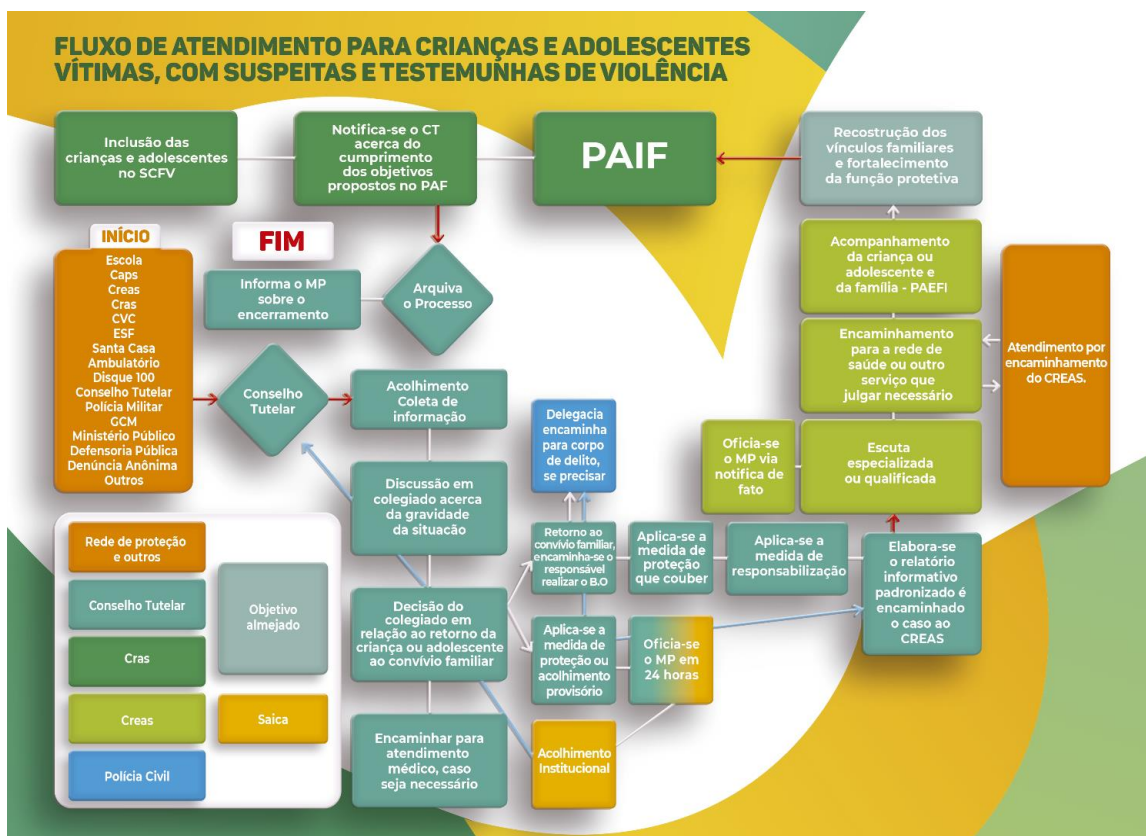 FLUXO DE ATENDIMENTO PARA CRIANÇAS E ADOLESCENTES
VÍTIMAS, COM SUSPEITAS E TESTEMUNHAS DE VIOLÊNCIA
Inclusão das
crianças e adolescentes
no SCFV
Notifica-se o CT
acerca do
cumprimento
dos objetivos
propostos no PAF
PAIF
Recostrução dos
vínculos familiares
e fortalecimento
da função protetiva
INÍCIO
Escola
Caps
Creas
Cras
CVC
ESF
Santa Casa
Ambulatório
Disque 100
Conselho Tutelar
Polícia Militar
GCM
Ministério Público
Defensoria Pública
Denúncia Anônima
Outros
FIM
Informa o MP
sobre o
encerramento
Arquiva
o Processo
Acompanhamento
da criança ou
adolescente e
da família - PAEFI
Encaminhamento
para a rede de
saúde ou outro
serviço que
julgar necessário
Atendimento por
encaminhamento
do CREAS.
Conselho
Tutelar
Acolhimento
Coleta de
informação
Delegacia
encaminha
para corpo
de delito,
se precisar
Oficia-se
o MP via
notifica de
fato
Escuta
especializada
ou qualificada
Discussão em
colegiado acerca
da gravidade
da situacão
Retorno ao
convívio familiar,
encaminha-se o
responsável
realizar o B.O
Aplica-se a
medida de
proteção
que couber
Aplica-se a
medida de
responsabilização
Elabora-se
o relatório
informativo
padronizado é
encaminhado
o caso ao
CREAS
Decisão do
colegiado em
relação ao retorno da
criança ou adolescente
ao convívio familiar
Aplica-se a
medida de
proteção ou
acolhimento
provisório
Oficia-se
o MP em
24 horas
Encaminhar para
atendimento
médico, caso
seja necessário
Acolhimento
Institucional
Rede de proteção
e outros
Conselho Tutelar
Objetivo
almejado
Cras
Creas
Saica
Polícia Civil